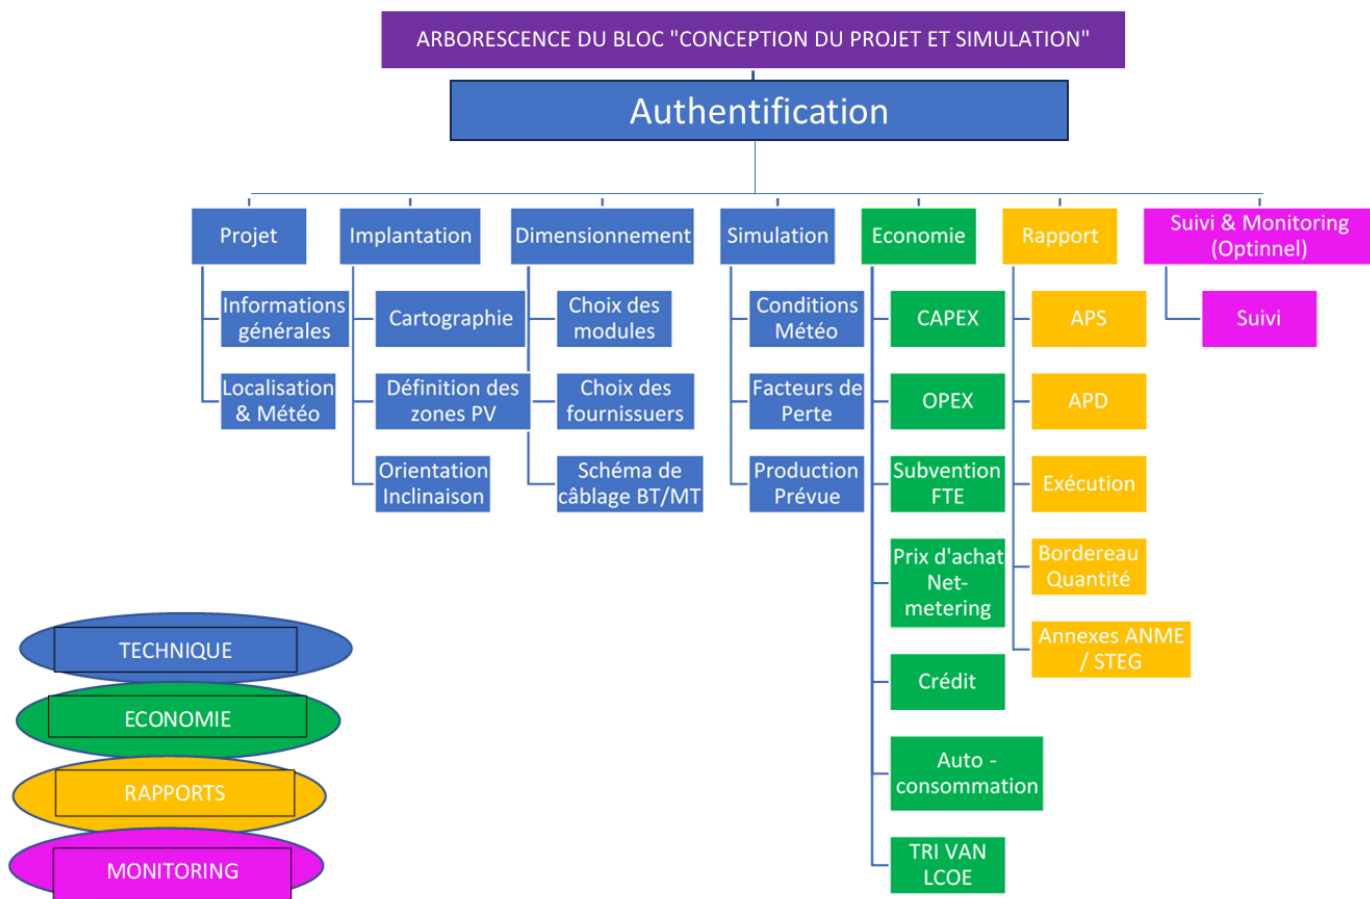 ARBORESCENCE DU BLOC "CONCEPTION DU PROJET ET SIMULATION"
Authentification
Projet
Informations
générales
Localisation
& Météo
Implantation
Cartographie
Définition des
zones PV
Orientation
Inclinaison
Dimensionnement
Choix des
modules
Choix des
fournissuers
Schéma de
câblage BT/MT
Simulation
Conditions
Météo
Facteurs de
Perte
Production
Prévue
Economie
CAPEX
OPEX
Subvention
FTE
Prix d'achat
Net-
metering
Crédit
Auto -
consommation
TRI VAN
LCOE
Rapport
APS
APD
Exécution
Bordereau
Quantité
Annexes ANME
/ STEG
Suivi & Monitoring
(Optinnel)
Suivi
TECHNIQUE
ECONOMIE
RAPPORTS
MONITORING